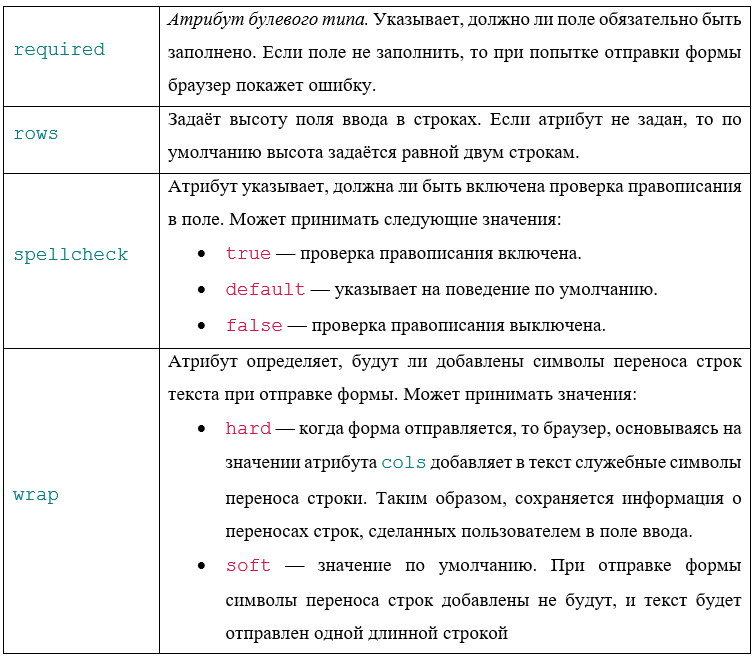 required
Атрибут булевого типа. Указывает, должно ли поле обязательно быть
заполнено. Если поле не заполнить, то при попытке отправки формы
браузер покажет ошибку.
rows
Задаёт высоту поля ввода в строках. Если атрибут не задан, то по
умолчанию высота задаётся равной двум строкам.
spellcheck
Атрибут указывает, должна ли быть включена проверка правописания
в поле. Может принимать следующие значения:
• true — проверка правописания включена.
• default — указывает на поведение по умолчанию.
• false — проверка правописания выключена.
wrap
Атрибут определяет, будут ли добавлены символы переноса строк
текста при отправке формы. Может принимать значения:
• hard — когда форма отправляется, то браузер, основываясь на
значении атрибута cols добавляет в текст служебные символы
переноса строки. Таким образом, сохраняется информация о
переносах строк, сделанных пользователем в поле ввода.
• soft — значение по умолчанию. При отправке формы
символы переноса строк добавлены не будут, и текст будет
отправлен одной длинной строкой